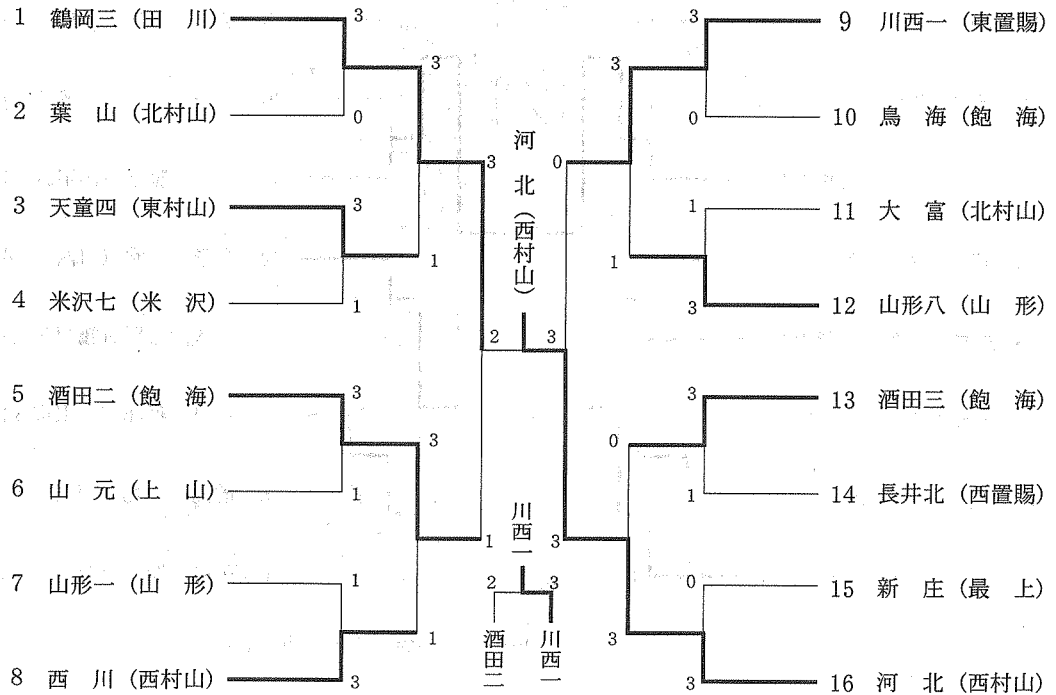 1 鶴岡三 (田 川) 3
3
2 葉 山 (北村山) 0
3
3 天童四 (東村山) 3
1
4 米沢七 (米 沢) 1
2
5 酒田二 (飽 海) 3
3
6 山 元 (上 山) 1
1
7 山形一 (山 形) 1
1
8 西 川 (西村山) 3
河北 (西村山)
川西一
2 3
酒田二
川西一
3 9 川西一 (東置賜)
3
0 10 鳥 海 (飽 海)
0
1 11 大 富 (北村山)
1
3 12 山形八 (山 形)
3
3 13 酒田三 (飽 海)
0
1 14 長井北 (西置賜)
3
0 15 新 庄 (最 上)
3
3 16 河 北 (西村山)